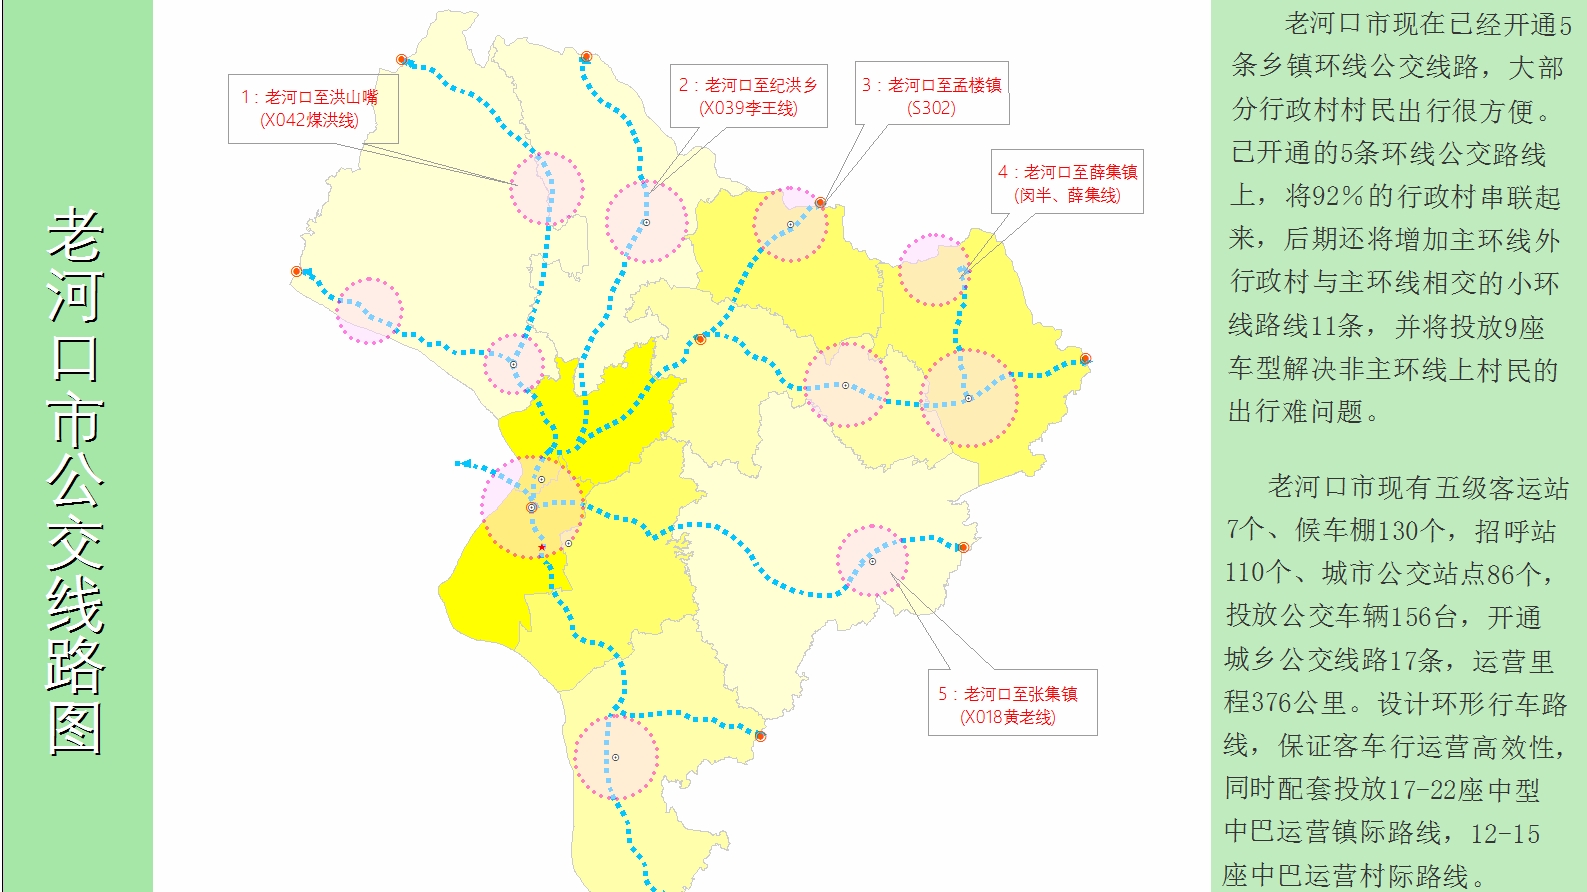 老河口市公交线路图
1：老河口至洪山嘴
(X042煤洪线)
2：老河口至纪洪乡
(X039李王线)
3：老河口至孟楼镇
(S302)
4：老河口至薛集镇
(闵半、薛集线)
5：老河口至张集镇
(X018黄老线)
老河口市现在已经开通5
条乡镇环线公交线路，大部
分行政村村民出行很方便。
已开通的5条环线公交路线
上，将92%的行政村串联起
来，后期还将增加主环线外
行政村与主环线相交的小环
线路线11条，并将投放9座
车型解决非主环线上村民的
出行难问题。
老河口市现有五级客运站
7个、候车棚130个，招呼站
110个、城市公交站点86个，
投放公交车辆156台，开通
城乡公交线路17条，运营里
程376公里。设计环形行车路
线，保证客车行运营高效性，
同时配套投放17-22座中型
中巴运营镇际路线，12-15
座中巴运营村际路线。